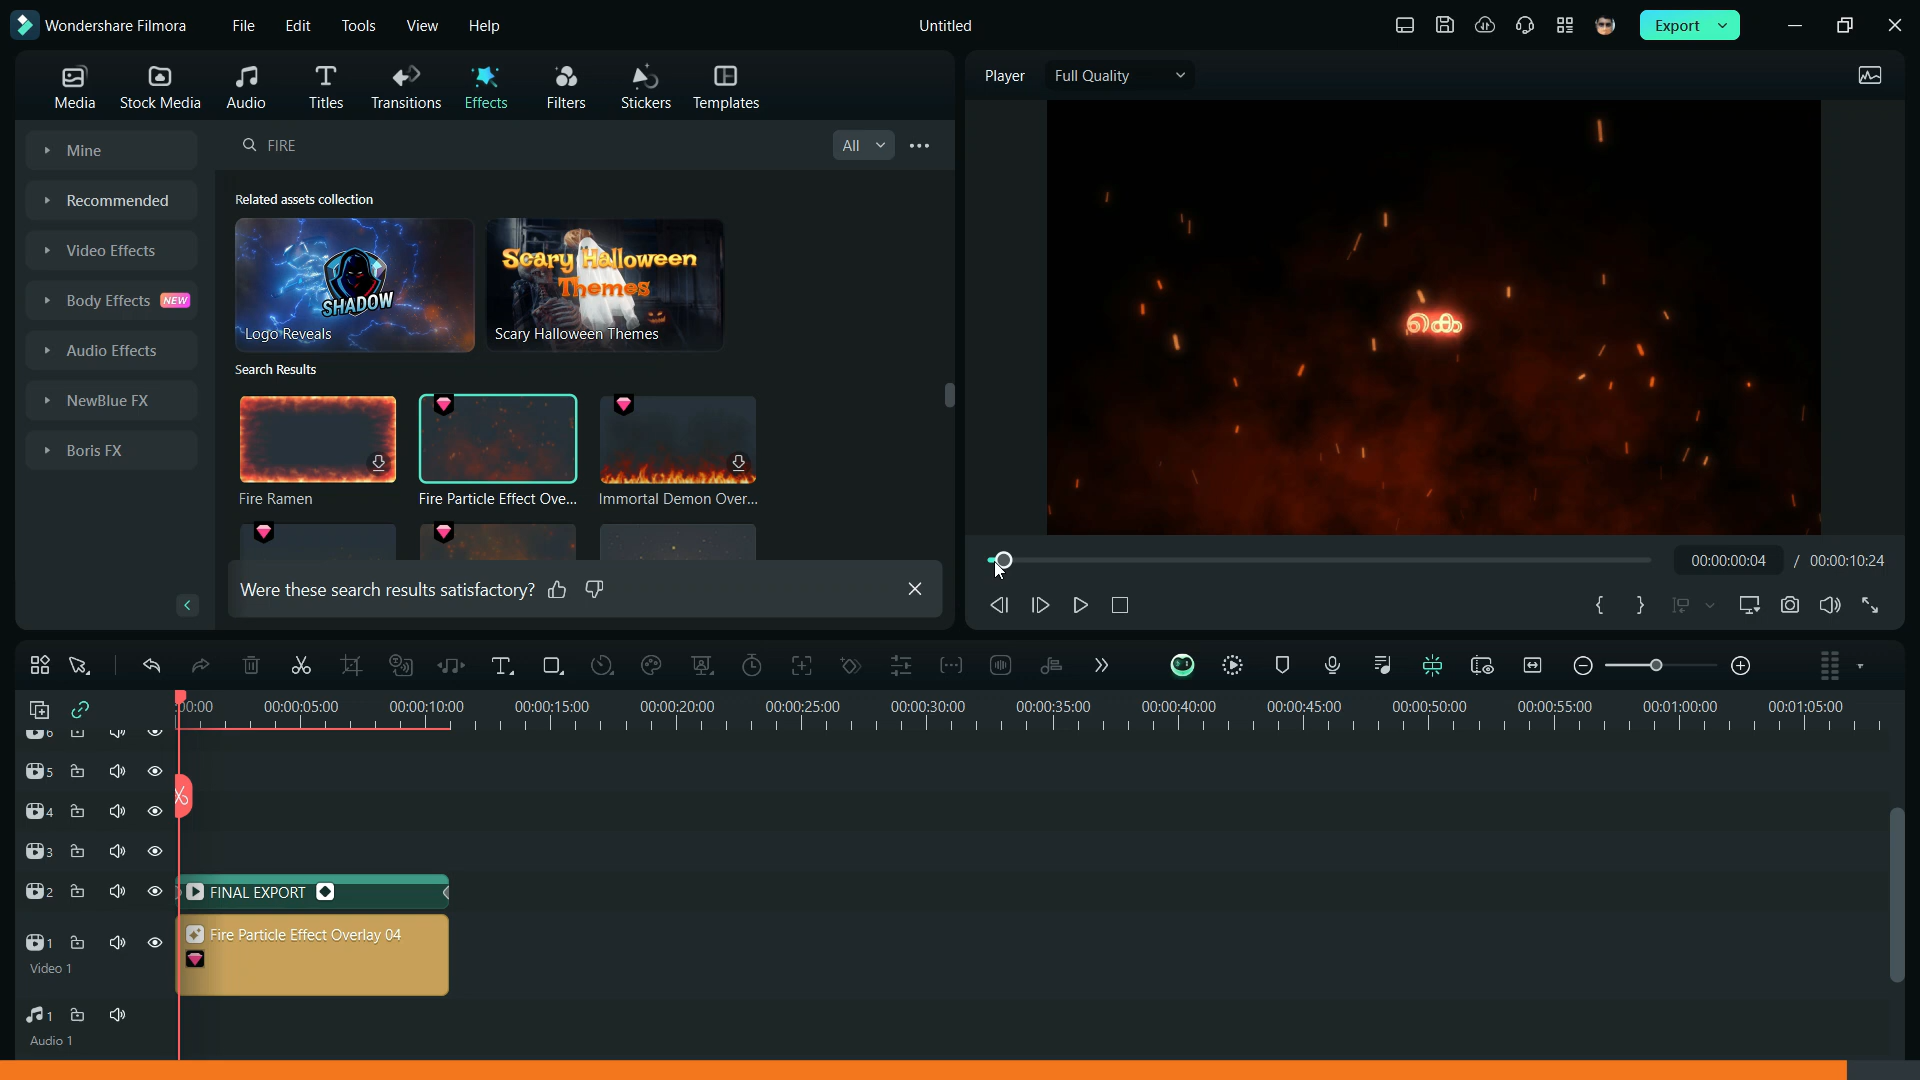 Wondershare Filmora File Edit Tools View Help Untitled Export
Media Stock Media Audio Titles Transitions Effects Filters Stickers Templates
Player Full Quality
Mine
Recommended
Video Effects
Body Effects NEW
Audio Effects
NewBlue FX
Boris FX
FIRE All
Related assets collection
SHADOW
Logo Reveals
Scary Halloween
Themes
Scary Halloween Themes
Search Results
Fire Ramen Fire Particle Effect Ove... Immortal Demon Over...
Were these search results satisfactory?
കെ
00:00:00:04 / 00:00:10:24
:00:00 00:00:05:00 00:00:10:00 00:00:15:00 00:00:20:00 00:00:25:00 00:00:30:00 00:00:35:00 00:00:40:00 00:00:45:00 00:00:50:00 00:00:55:00 00:01:00:00 00:01:05:00
6
5
4
3
2 FINAL EXPORT
1 Fire Particle Effect Overlay 04
Video 1
1
Audio 1